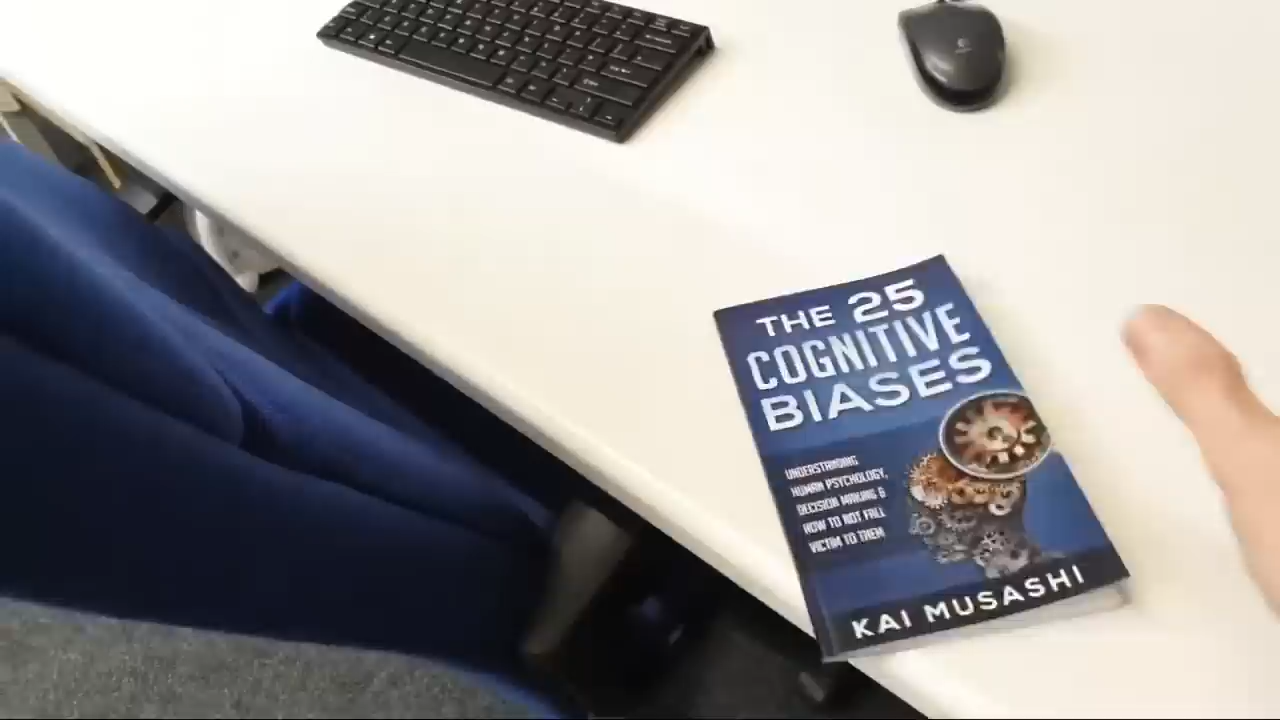 THE 25
COGNITIVE
BIASES
UNDERSTANDING
HUMAN PSYCHOLOGY,
DECISION MAKING &
HOW TO NOT FALL
VICTIM TO THEM
KAI MUSASHI